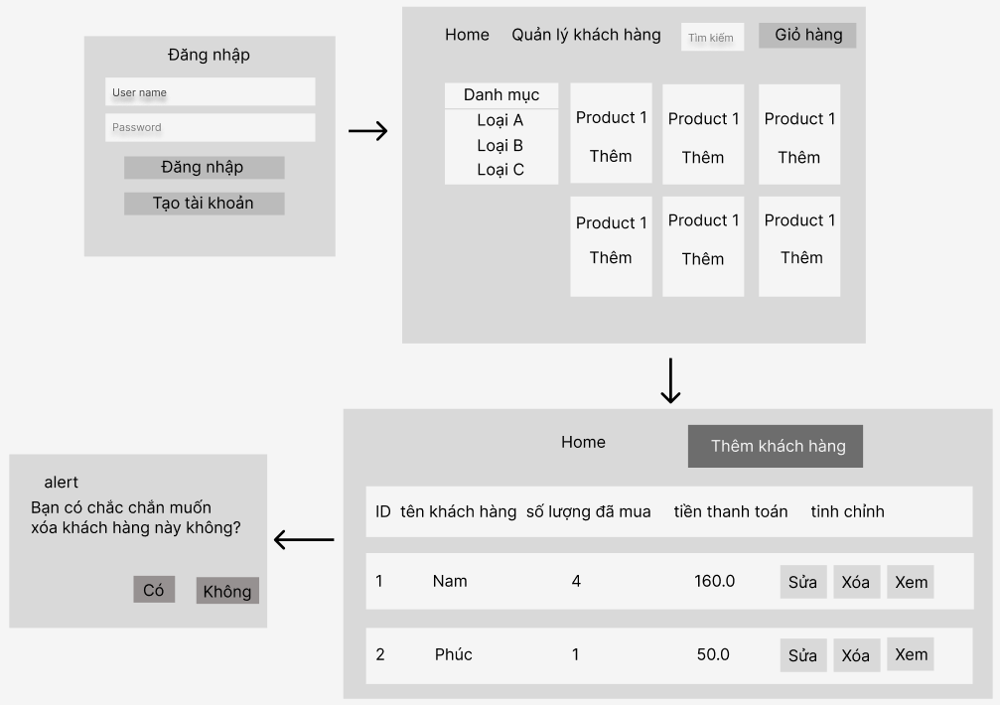 Đăng nhập
User name
Password
Đăng nhập
Tạo tài khoản
Home Quản lý khách hàng Tìm kiếm Giỏ hàng
Danh mục
Loại A
Loại B
Loại C
Product 1 Product 1 Product 1
Thêm Thêm Thêm
Product 1 Product 1 Product 1
Thêm Thêm Thêm
Home Thêm khách hàng
ID tên khách hàng số lượng đã mua tiền thanh toán tinh chỉnh
1 Nam 4 160.0 Sửa Xóa Xem
2 Phúc 1 50.0 Sửa Xóa Xem
alert
Bạn có chắc chắn muốn
xóa khách hàng này không?
Có Không